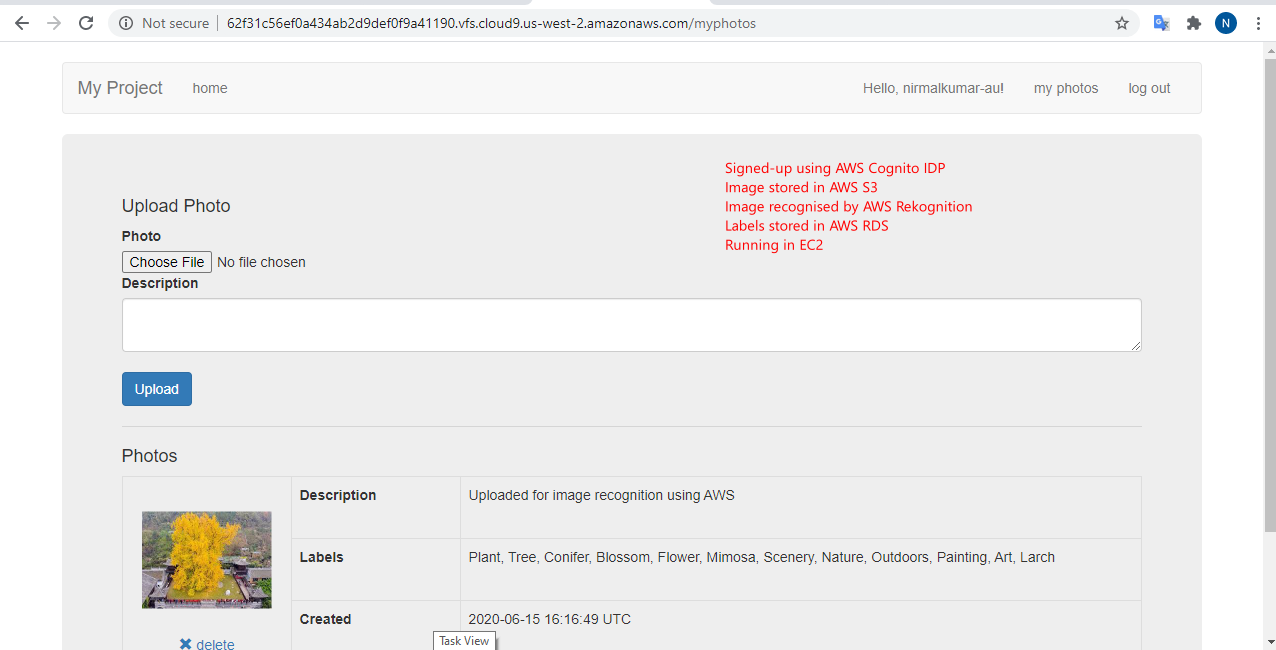 Not secure | 62f31c56ef0a434ab2d9def0f9a41190.vfs.cloud9.us-west-2.amazonaws.com/myphotos
N
My Project home Hello, nirmalkumar-au! my photos log out
Signed-up using AWS Cognito IDP
Image stored in AWS S3
Image recognised by AWS Rekognition
Labels stored in AWS RDS
Running in EC2
Upload Photo
Photo
Choose File No file chosen
Description
Upload
Photos
Description Uploaded for image recognition using AWS
Labels Plant, Tree, Conifer, Blossom, Flower, Mimosa, Scenery, Nature, Outdoors, Painting, Art, Larch
Created 2020-06-15 16:16:49 UTC
delete
Task View